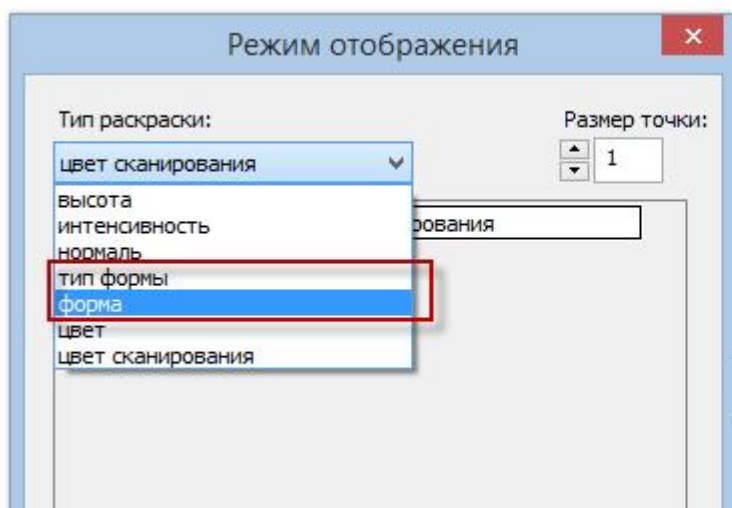 Режим отображения
Тип раскраски:
Размер точки:
цвет сканирования
1
высота
интенсивность
рования
нормаль
тип формы
форма
цвет
цвет сканирования